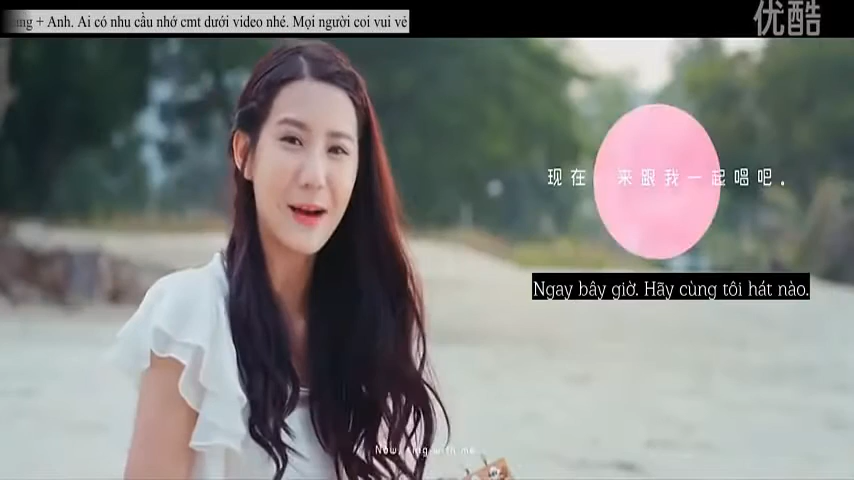 ung + Anh. Ai có nhu cầu nhớ cmt dưới video nhé. Mọi người coi vui vẻ
优酷
现在 来跟我一起唱吧。
Ngay bây giờ. Hãy cùng tôi hát nào.
Now, sing with me